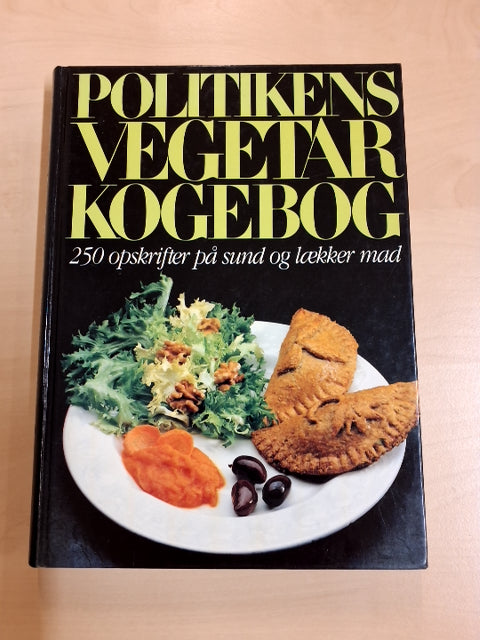 POLITIKENS
VEGETAR
KOGEBOG
250 opskrifter på sund og lækker mad